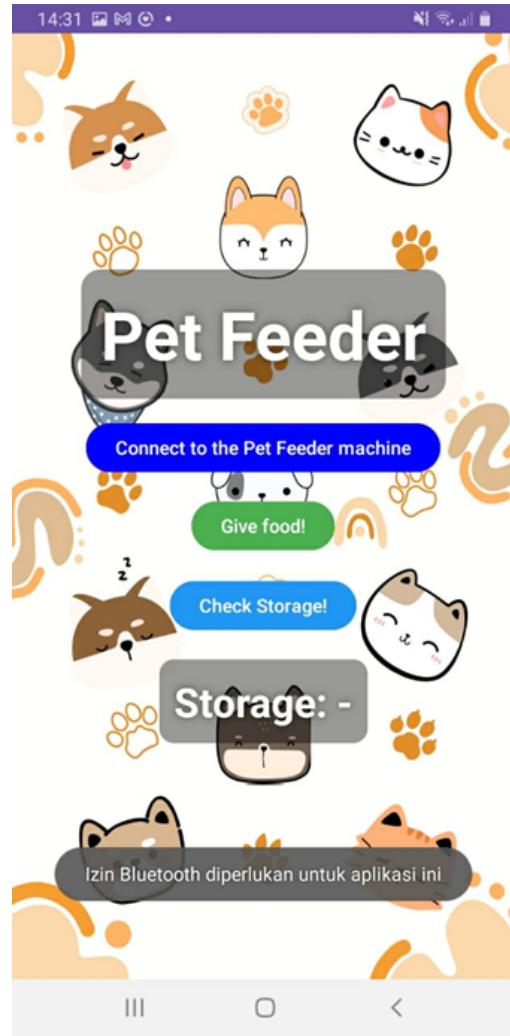 14:31
Pet Feeder
Connect to the Pet Feeder machine
Give food!
z
z
z
Check Storage!
Storage: -
Izin Bluetooth diperlukan untuk aplikasi ini